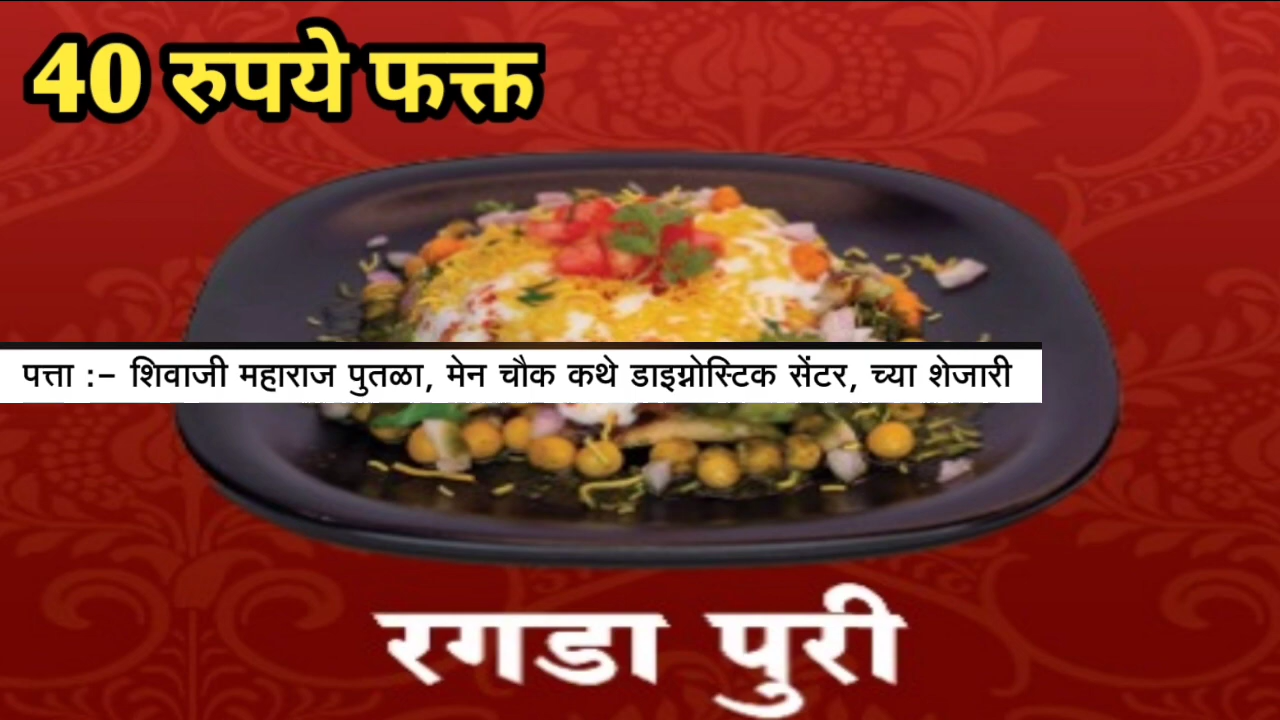 40 रुपये फक्त
पत्ता :- शिवाजी महाराज पुतळा, मेन चौक कथे डाइग्नोस्टिक सेंटर, च्या शेजारी
रगडा पुरी